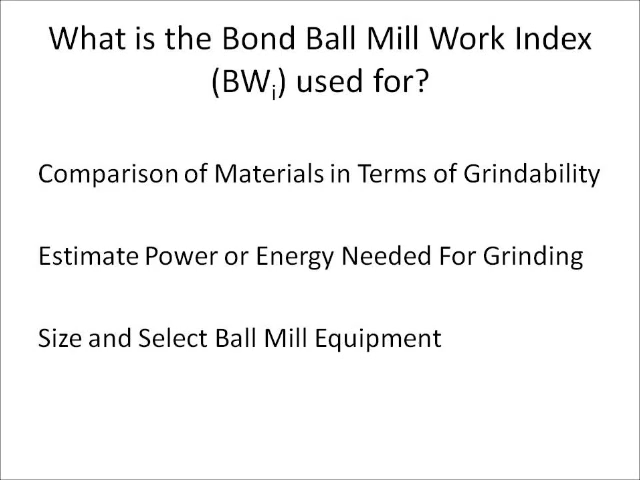 What is the Bond Ball Mill Work Index
(BWi) used for?
Comparison of Materials in Terms of Grindability
Estimate Power or Energy Needed For Grinding
Size and Select Ball Mill Equipment